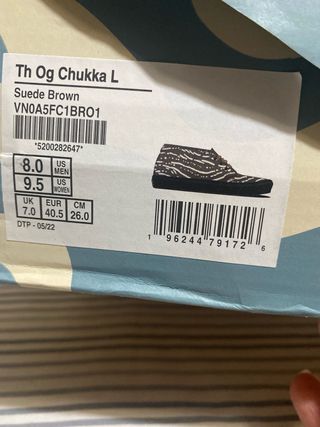 Th Og Chukka L
Suede Brown
VN0A5FC1BRO1
*5200282647*
8.0 US MEN
9.5 US WOMEN
UK EUR CM
7.0 40.5 26.0
DTP - 05/22
1 96244 79172 6